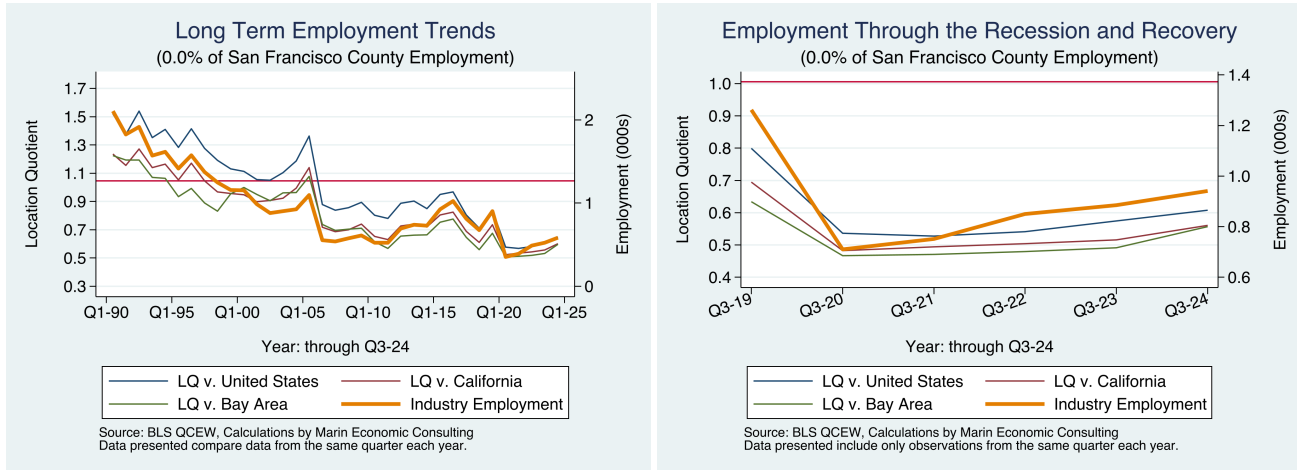 Long Term Employment Trends
(0.0% of San Francisco County Employment)
Location Quotient
1.7
1.5
1.3
1.1
0.9
0.7
0.5
0.3
2
1
0
Employment (000s)
Q1-90 Q1-95 Q1-00 Q1-05 Q1-10 Q1-15 Q1-20 Q1-25
Year: through Q3-24
LQ v. United States LQ v. California
LQ v. Bay Area Industry Employment
Source: BLS QCEW, Calculations by Marin Economic Consulting
Data presented compare data from the same quarter each year.
Employment Through the Recession and Recovery
(0.0% of San Francisco County Employment)
Location Quotient
1.0
0.9
0.8
0.7
0.6
0.5
0.4
1.4
1.2
1.0
0.8
0.6
Employment (000s)
Q3-19 Q3-20 Q3-21 Q3-22 Q3-23 Q3-24
Year: through Q3-24
LQ v. United States LQ v. California
LQ v. Bay Area Industry Employment
Source: BLS QCEW, Calculations by Marin Economic Consulting
Data presented include only observations from the same quarter each year.